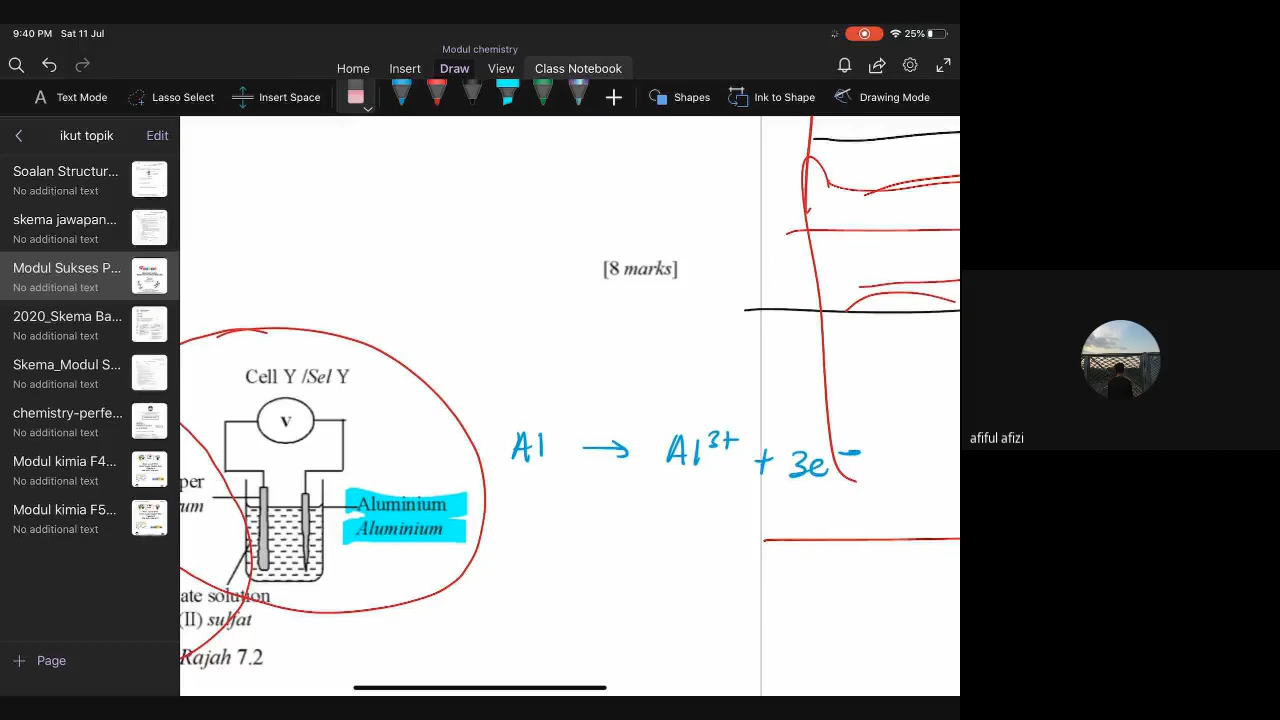 9:40 PM Sat 11 Jul
25%
Modul chemistry
Home Insert Draw View Class Notebook
Text Mode
Lasso Select
Insert Space
Shapes
Ink to Shape
Drawing Mode
ikut topik
Edit
Soalan Structur...
No additional text
skema jawapan...
No additional text
Modul Sukses P...
No additional text
2020_Skema Ba...
No additional text
Skema_Modul S...
No additional text
chemistry-perfe...
No additional text
Modul kimia F4...
No additional text
Modul kimia F5...
No additional text
Page
[8 marks]
Cell Y /Sel Y
V
per
um
Aluminium
Aluminium
ate solution
(II) sulfat
Rajah 7.2
Al → Al³⁺ + 3e⁻
afiful afizi